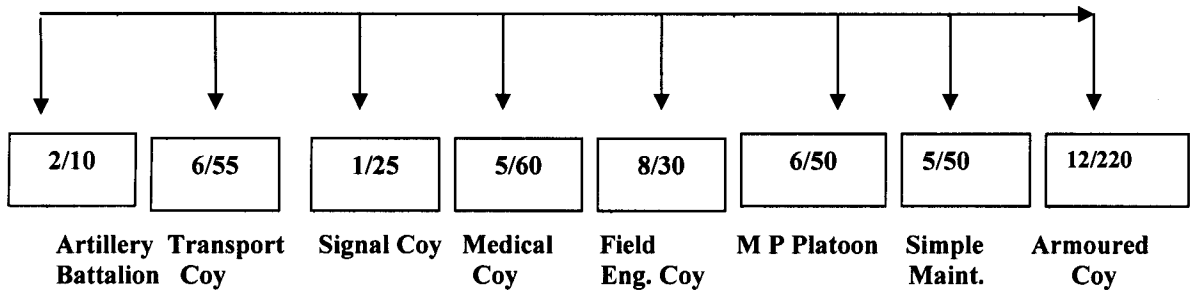 2/10 6/55 1/25 5/60 8/30 6/50 5/50 12/220
Artillery Transport Signal Coy Medical Field M P Platoon Simple Armoured
Battalion Coy Coy Eng. Coy Maint. Coy